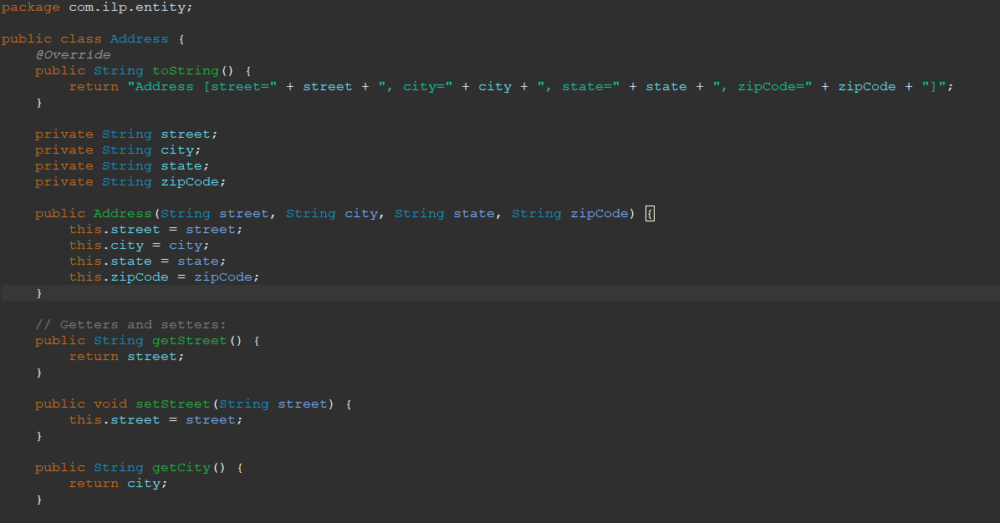 package com.ilp.entity;
public class Address {
@Override
public String toString() {
return "Address [street=" + street + ", city=" + city + ", state=" + state + ", zipCode=" + zipCode + "]";
}
private String street;
private String city;
private String state;
private String zipCode;
public Address(String street, String city, String state, String zipCode) {
this.street = street;
this.city = city;
this.state = state;
this.zipCode = zipCode;
}
// Getters and setters:
public String getStreet() {
return street;
}
public void setStreet(String street) {
this.street = street;
}
public String getCity() {
return city;
}